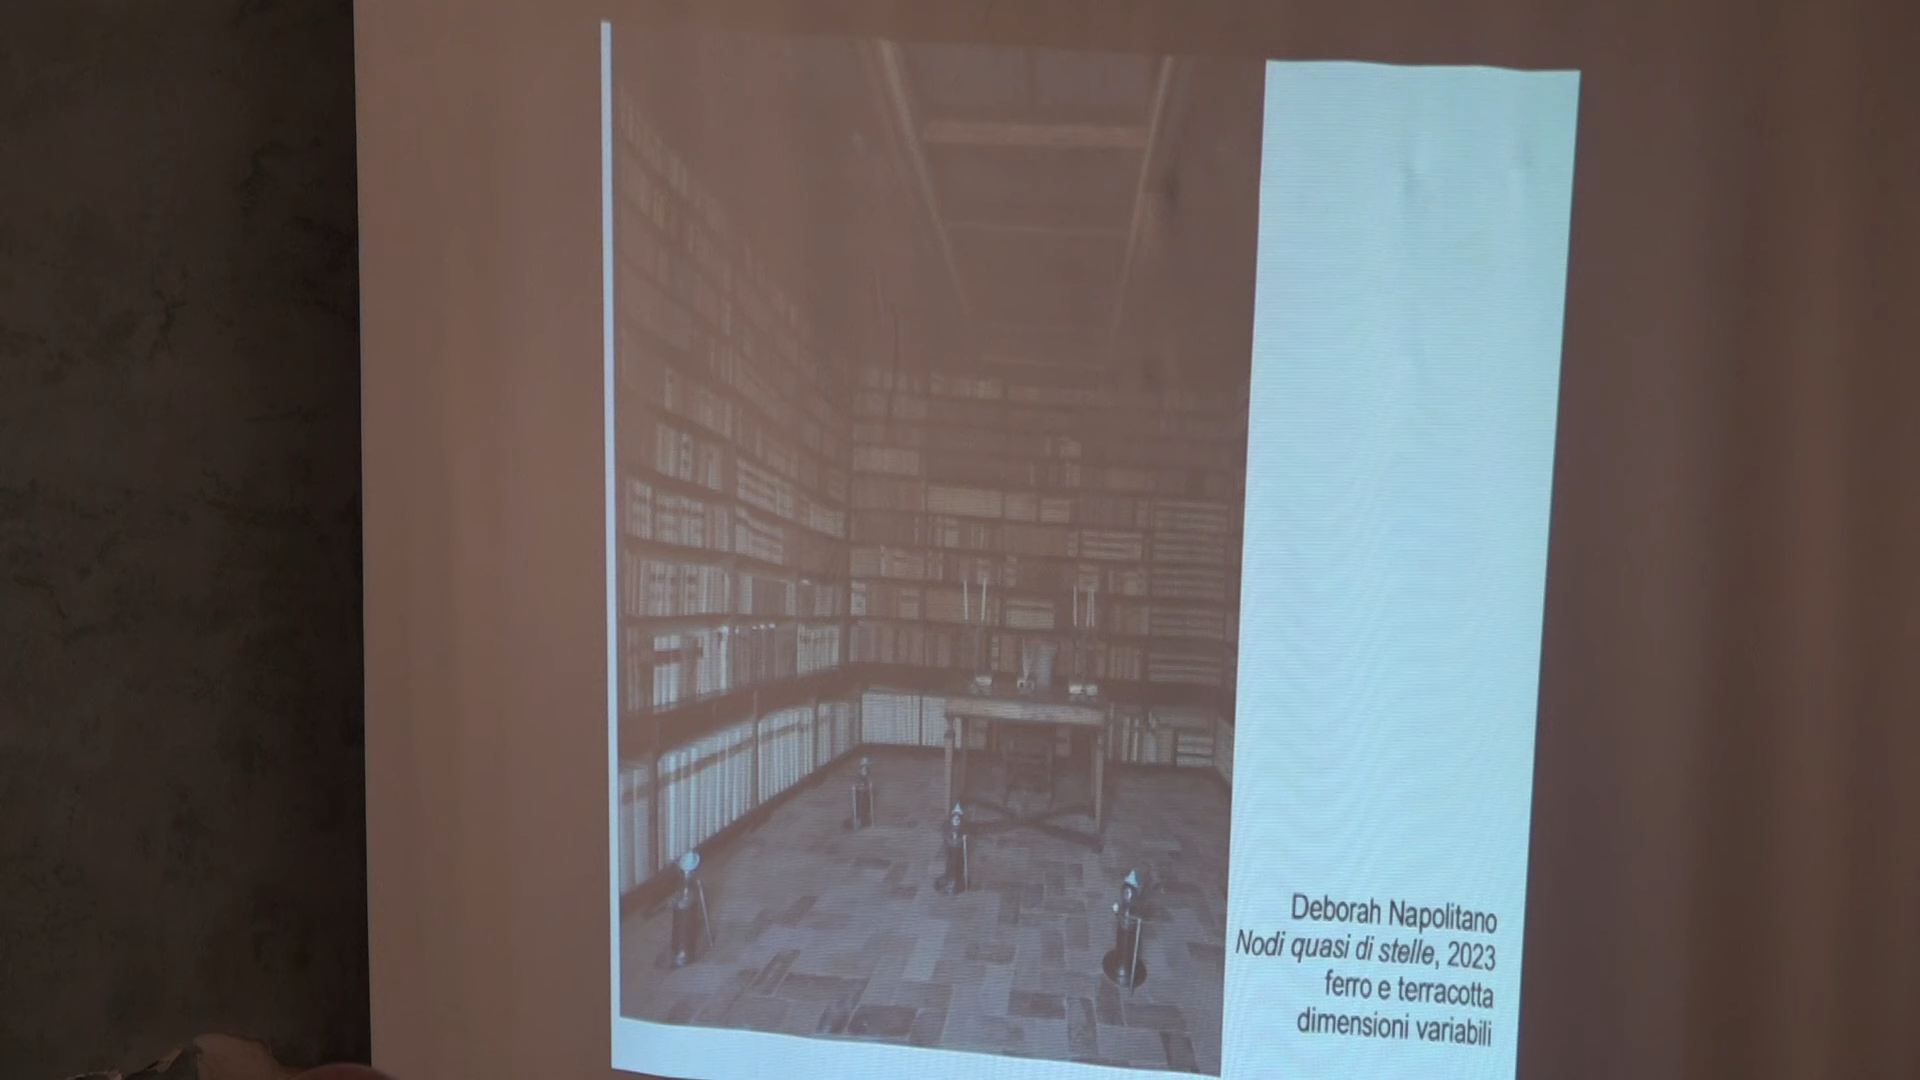 Deborah Napolitano
Nodi quasi di stelle, 2023
ferro e terracotta
dimensioni variabili